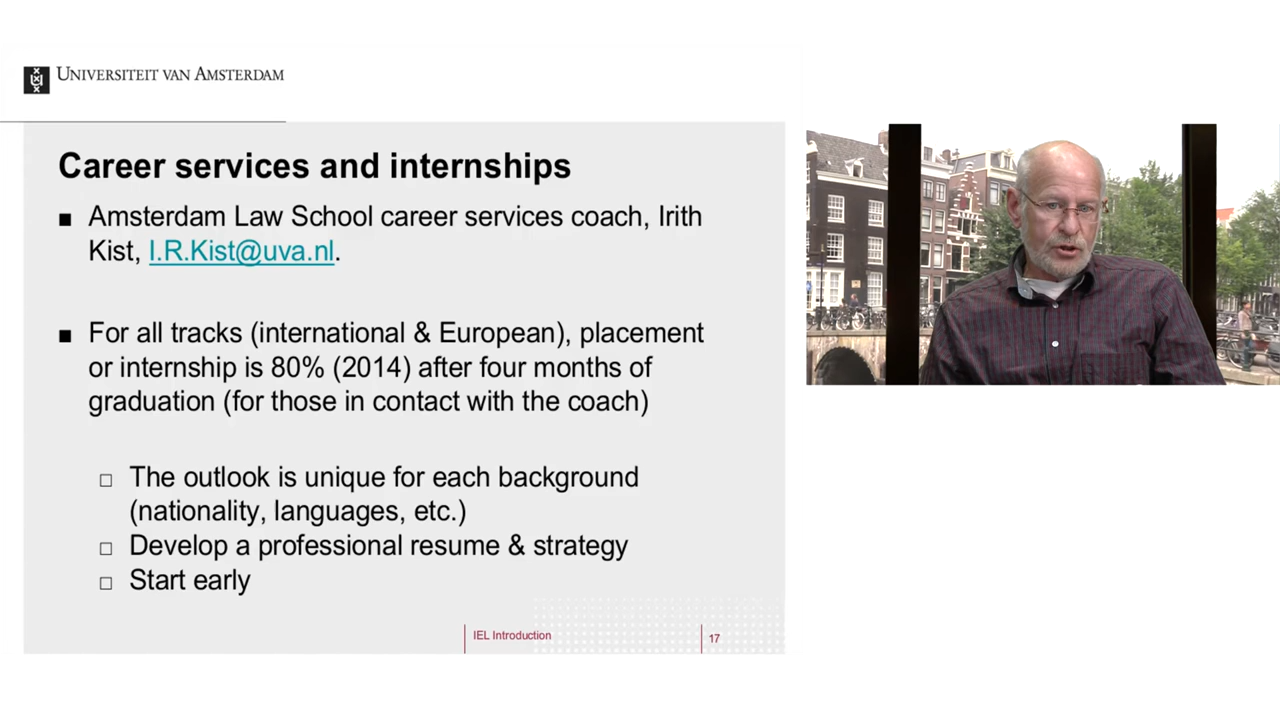 UNIVERSITEIT VAN AMSTERDAM
Career services and internships
■ Amsterdam Law School career services coach, Irith
Kist, I.R.Kist@uva.nl.
■ For all tracks (international & European), placement
or internship is 80% (2014) after four months of
graduation (for those in contact with the coach)
□ The outlook is unique for each background
(nationality, languages, etc.)
□ Develop a professional resume & strategy
□ Start early
IEL Introduction
17